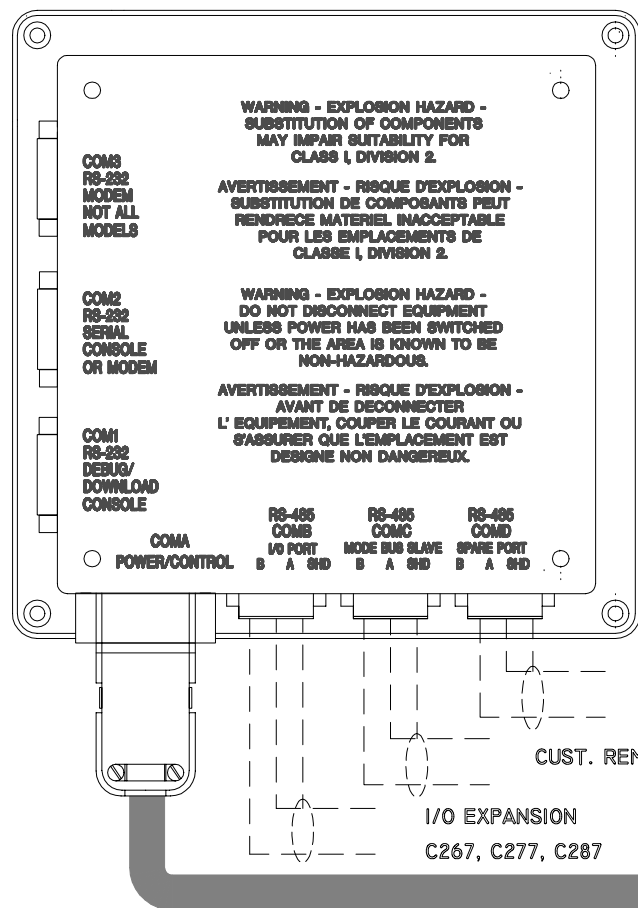 WARNING - EXPLOSION HAZARD -
SUBSTITUTION OF COMPONENTS
MAY IMPAIR SUITABILITY FOR
CLASS I, DIVISION 2.
AVERTISSEMENT - RISQUE D'EXPLOSION -
SUBSTITUTION DE COMPOSANTS PEUT
RENDRECE MATERIEL INACCEPTABLE
POUR LES EMPLACEMENTS DE
CLASSE I, DIVISION 2.
WARNING - EXPLOSION HAZARD -
DO NOT DISCONNECT EQUIPMENT
UNLESS POWER HAS BEEN SWITCHED
OFF OR THE AREA IS KNOWN TO BE
NON-HAZARDOUS.
AVERTISSEMENT - RISQUE D'EXPLOSION -
AVANT DE DECONNECTER
L' EQUIPEMENT, COUPER LE COURANT OU
S'ASSURER QUE L'EMPLACEMENT EST
DESIGNE NON DANGEREUX.
COM3
RS-232
MODEM
NOT ALL
MODELS
COM2
RS-232
SERIAL
CONSOLE
OR MODEM
COM1
RS-232
DEBUG/
DOWNLOAD
CONSOLE
COMA
POWER/CONTROL
RS-485
COMB
I/O PORT
B A SHD
RS-485
COMC
MODE BUS SLAVE
B A SHD
RS-485
COMD
SPARE PORT
B A SHD
CUST. REM
I/O EXPANSION
C267, C277, C287